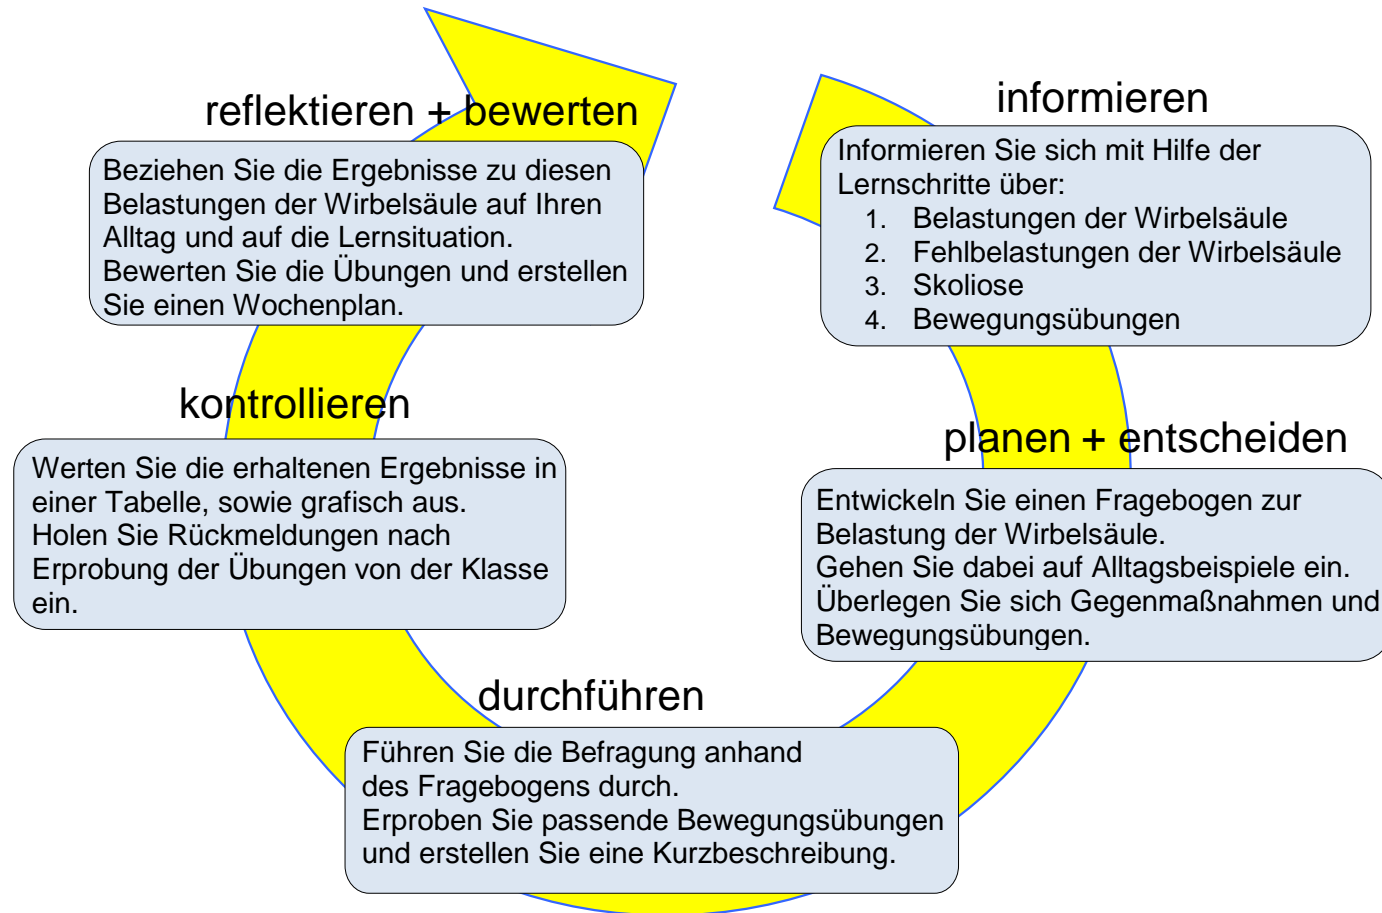 informieren
Informieren Sie sich mit Hilfe der
Lernschritte über:
1. Belastungen der Wirbelsäule
2. Fehlbelastungen der Wirbelsäule
3. Skoliose
4. Bewegungsübungen
planen + entscheiden
Entwickeln Sie einen Fragebogen zur
Belastung der Wirbelsäule.
Gehen Sie dabei auf Alltagsbeispiele ein.
Überlegen Sie sich Gegenmaßnahmen und
Bewegungsübungen.
durchführen
Führen Sie die Befragung anhand
des Fragebogens durch.
Erproben Sie passende Bewegungsübungen
und erstellen Sie eine Kurzbeschreibung.
kontrollieren
Werten Sie die erhaltenen Ergebnisse in
einer Tabelle, sowie grafisch aus.
Holen Sie Rückmeldungen nach
Erprobung der Übungen von der Klasse
ein.
reflektieren + bewerten
Beziehen Sie die Ergebnisse zu diesen
Belastungen der Wirbelsäule auf Ihren
Alltag und auf die Lernsituation.
Bewerten Sie die Übungen und erstellen
Sie einen Wochenplan.